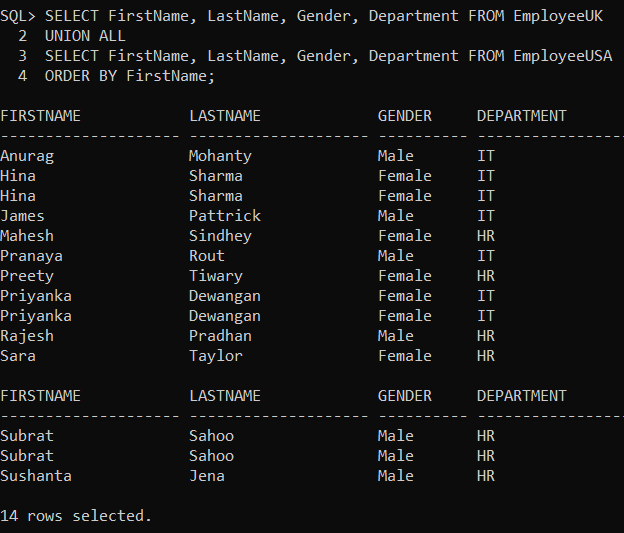 SQL> SELECT FirstName, LastName, Gender, Department FROM EmployeeUK
  2  UNION ALL
  3  SELECT FirstName, LastName, Gender, Department FROM EmployeeUSA
  4  ORDER BY FirstName;
FIRSTNAME            LASTNAME             GENDER     DEPARTMENT
-------------------- -------------------- ---------- ----------------
Anurag               Mohanty              Male       IT
Hina                 Sharma               Female     IT
Hina                 Sharma               Female     IT
James                Pattrick             Male       IT
Mahesh               Sindhey              Female     HR
Pranaya              Rout                 Male       IT
Preety               Tiwary               Female     HR
Priyanka             Dewangan             Female     IT
Priyanka             Dewangan             Female     IT
Rajesh               Pradhan              Male       HR
Sara                 Taylor               Female     HR
FIRSTNAME            LASTNAME             GENDER     DEPARTMENT
-------------------- -------------------- ---------- ----------------
Subrat               Sahoo                Male       HR
Subrat               Sahoo                Male       HR
Sushanta             Jena                 Male       HR
14 rows selected.